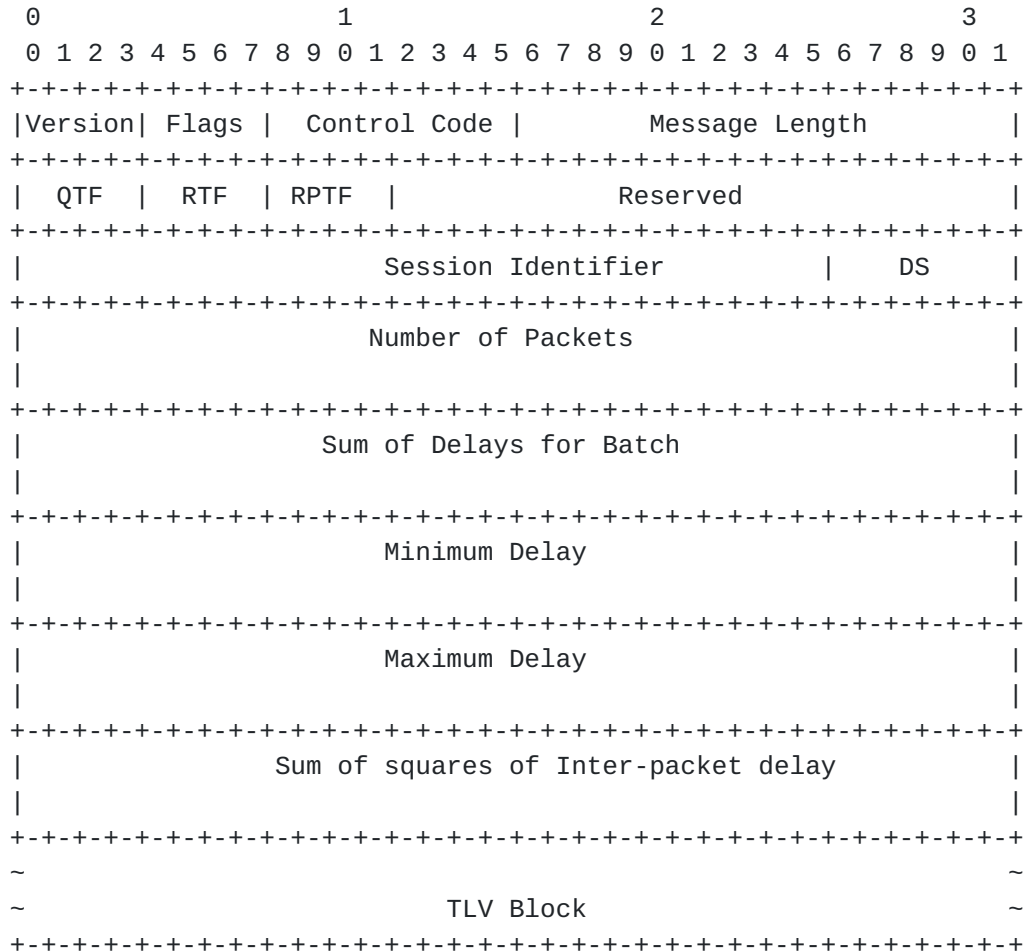 0                   1                   2                   3
 0 1 2 3 4 5 6 7 8 9 0 1 2 3 4 5 6 7 8 9 0 1 2 3 4 5 6 7 8 9 0 1
+-+-+-+-+-+-+-+-+-+-+-+-+-+-+-+-+-+-+-+-+-+-+-+-+-+-+-+-+-+-+-+-+
|Version| Flags |  Control Code |        Message Length         |
+-+-+-+-+-+-+-+-+-+-+-+-+-+-+-+-+-+-+-+-+-+-+-+-+-+-+-+-+-+-+-+-+
|  QTF  |  RTF  | RPTF  |              Reserved                 |
+-+-+-+-+-+-+-+-+-+-+-+-+-+-+-+-+-+-+-+-+-+-+-+-+-+-+-+-+-+-+-+-+
|                       Session Identifier          |    DS     |
+-+-+-+-+-+-+-+-+-+-+-+-+-+-+-+-+-+-+-+-+-+-+-+-+-+-+-+-+-+-+-+-+
|                      Number of Packets                        |
|                                                               |
+-+-+-+-+-+-+-+-+-+-+-+-+-+-+-+-+-+-+-+-+-+-+-+-+-+-+-+-+-+-+-+-+
|                   Sum of Delays for Batch                     |
|                                                               |
+-+-+-+-+-+-+-+-+-+-+-+-+-+-+-+-+-+-+-+-+-+-+-+-+-+-+-+-+-+-+-+-+
|                       Minimum Delay                           |
|                                                               |
+-+-+-+-+-+-+-+-+-+-+-+-+-+-+-+-+-+-+-+-+-+-+-+-+-+-+-+-+-+-+-+-+
|                       Maximum Delay                           |
|                                                               |
+-+-+-+-+-+-+-+-+-+-+-+-+-+-+-+-+-+-+-+-+-+-+-+-+-+-+-+-+-+-+-+-+
|                Sum of squares of Inter-packet delay           |
|                                                               |
+-+-+-+-+-+-+-+-+-+-+-+-+-+-+-+-+-+-+-+-+-+-+-+-+-+-+-+-+-+-+-+-+
~                                                               ~
~                           TLV Block                           ~
+-+-+-+-+-+-+-+-+-+-+-+-+-+-+-+-+-+-+-+-+-+-+-+-+-+-+-+-+-+-+-+-+